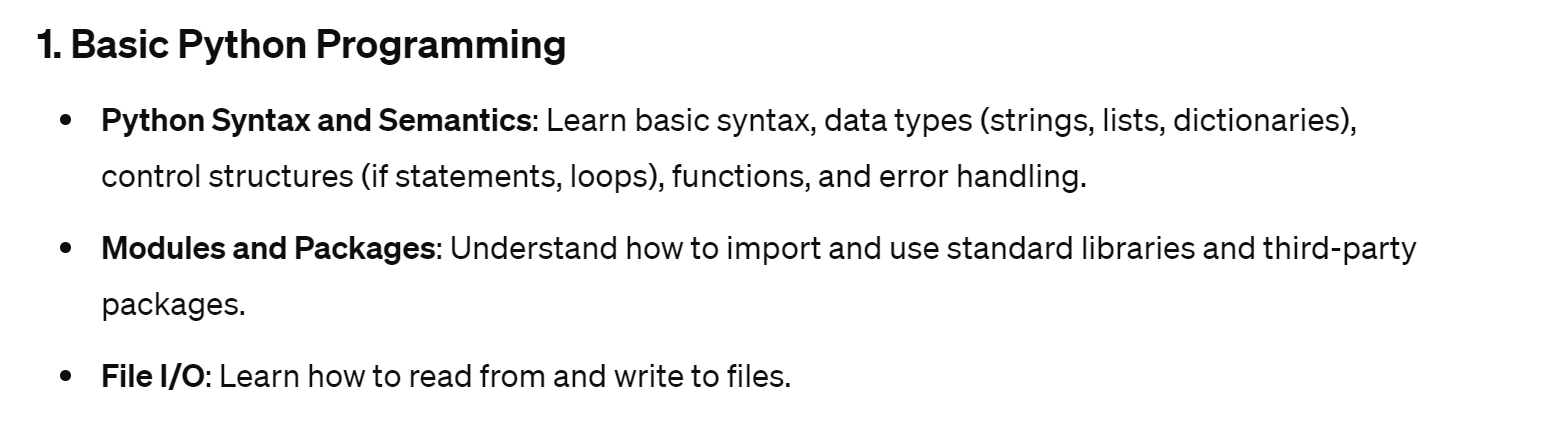 1. Basic Python Programming
• Python Syntax and Semantics: Learn basic syntax, data types (strings, lists, dictionaries),
control structures (if statements, loops), functions, and error handling.
• Modules and Packages: Understand how to import and use standard libraries and third-party
packages.
• File I/O: Learn how to read from and write to files.